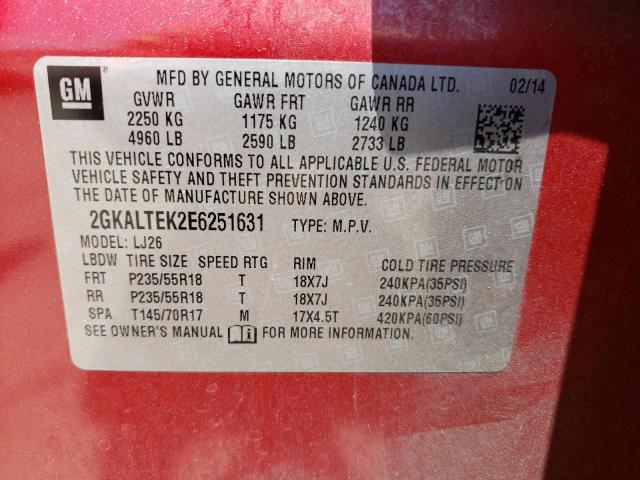 GM
MFD BY GENERAL MOTORS OF CANADA LTD. 02/14
GVWR GAWR FRT GAWR RR
2250 KG 1175 KG 1240 KG
4960 LB 2590 LB 2733 LB
THIS VEHICLE CONFORMS TO ALL APPLICABLE U.S. FEDERAL MOTOR
VEHICLE SAFETY AND THEFT PREVENTION STANDARDS IN EFFECT ON
THE DATE OF MANUFACTURE SHOWN ABOVE.
2GKALTEK2E6251631 TYPE: M.P.V.
MODEL: LJ26
LBDW TIRE SIZE SPEED RTG RIM COLD TIRE PRESSURE
FRT P235/55R18 T 18X7J 240KPA(35PSI)
RR P235/55R18 T 18X7J 240KPA(35PSI)
SPA T145/70R17 M 17X4.5T 420KPA(60PSI)
SEE OWNER'S MANUAL FOR MORE INFORMATION.